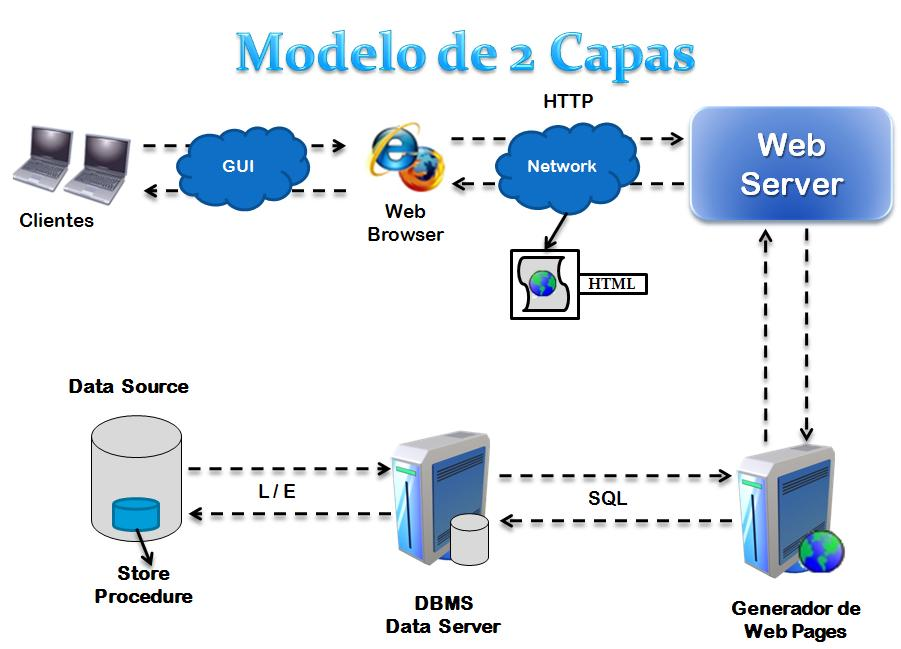 Modelo de 2 Capas
HTTP
GUI
Network
Web
Server
Clientes
Web
Browser
HTML
Data Source
L / E
SQL
Store
Procedure
DBMS
Data Server
Generador de
Web Pages